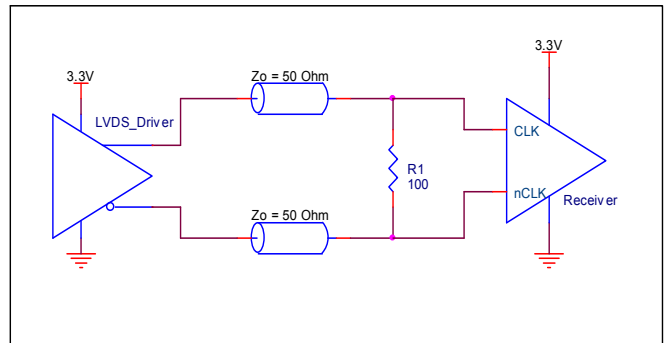 3.3V
LVDS_Driver
Zo = 50 Ohm
Zo = 50 Ohm
R1
100
3.3V
CLK
nCLK
Receiver